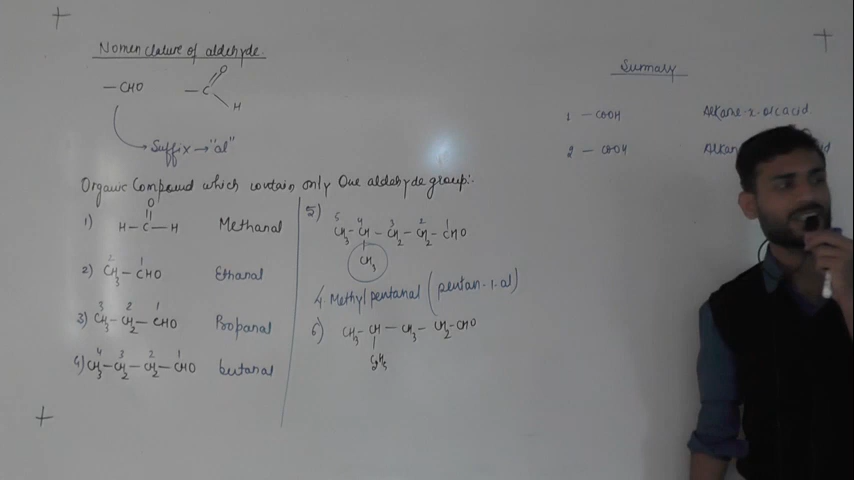 Nomenclature of aldehyde
—CHO
O
—C
H
Suffix → "al"
Organic Compound which contain only One aldehyde group:-
1)
O
H — C — H
Methanal
2)
2 1
CH3 — CHO
Ethanal
3)
3 2 1
CH3 — CH2 — CHO
Propanal
4)
4 3 2 1
CH3 — CH2 — CH2 — CHO
butanal
5)
5 4 3 2 1
CH3 — CH — CH2 — CH2 — CHO
CH3
4 Methyl pentanal (pentan-1-al)
6)
CH3 — CH — CH3 — CH2 — CHO
C2H5
Summary
1 — COOH
Alkane-x-oic acid
2 — COOH
Alkan